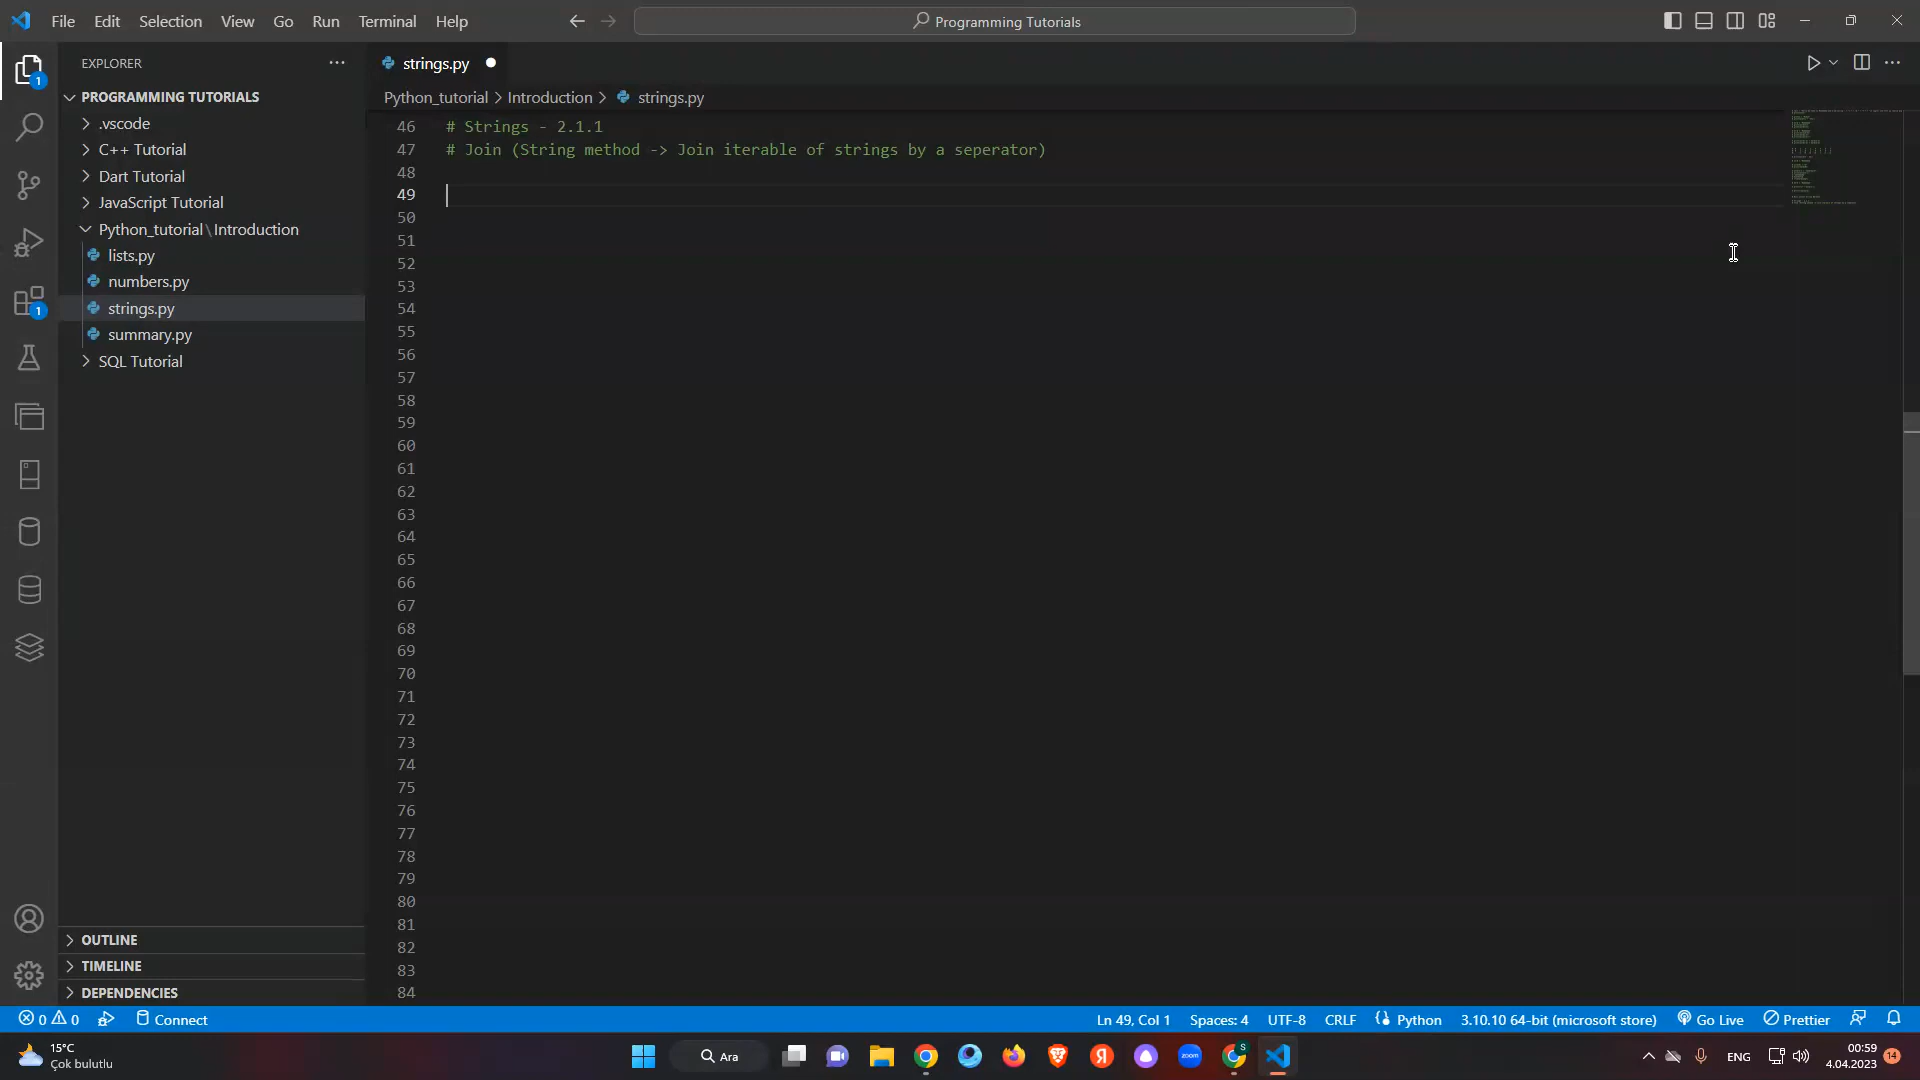 File Edit Selection View Go Run Terminal Help
Programming Tutorials
EXPLORER
strings.py
PROGRAMMING TUTORIALS
Python_tutorial > Introduction > strings.py
.vscode
C++ Tutorial
Dart Tutorial
JavaScript Tutorial
Python_tutorial\Introduction
lists.py
numbers.py
strings.py
summary.py
SQL Tutorial
1
1
46 # Strings - 2.1.1
47 # Join (String method -> Join iterable of strings by a seperator)
48
49
50
51
52
53
54
55
56
57
58
59
60
61
62
63
64
65
66
67
68
69
70
71
72
73
74
75
76
77
78
79
80
81
82
83
84
OUTLINE
TIMELINE
DEPENDENCIES
0 0 Connect Ln 49, Col 1 Spaces: 4 UTF-8 CRLF Python 3.10.10 64-bit (microsoft store) Go Live Prettier
15°C
Çok bulutlu
Ara
zoom
S
ENG
00:59
4.04.2023
14